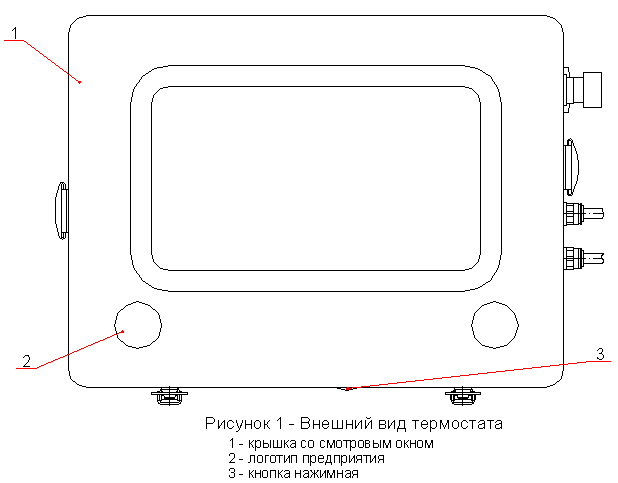 1
2
3
Рисунок 1 - Внешний вид термостата
1 - крышка со смотровым окном
2 - логотип предприятия
3 - кнопка нажимная